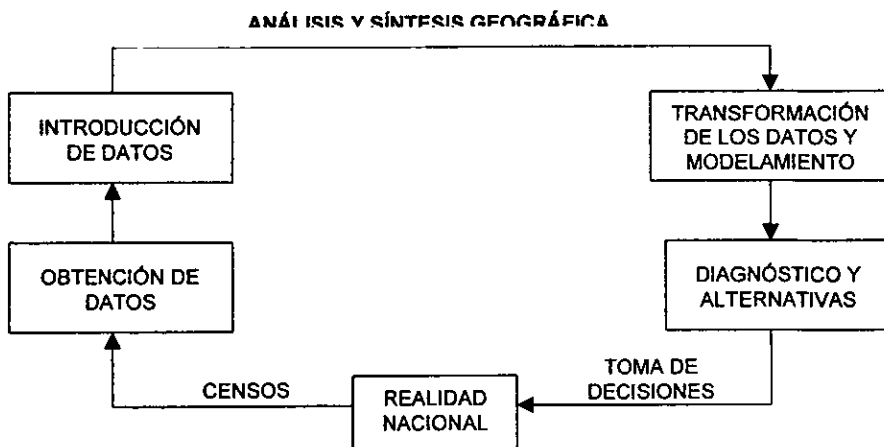 ANÁLISIS Y SÍNTESIS GEOGRÁFICA
INTRODUCCIÓN
DE DATOS
TRANSFORMACIÓN
DE LOS DATOS Y
MODELAMIENTO
OBTENCIÓN DE
DATOS
DIAGNÓSTICO Y
ALTERNATIVAS
CENSOS
REALIDAD
NACIONAL
TOMA DE
DECISIONES